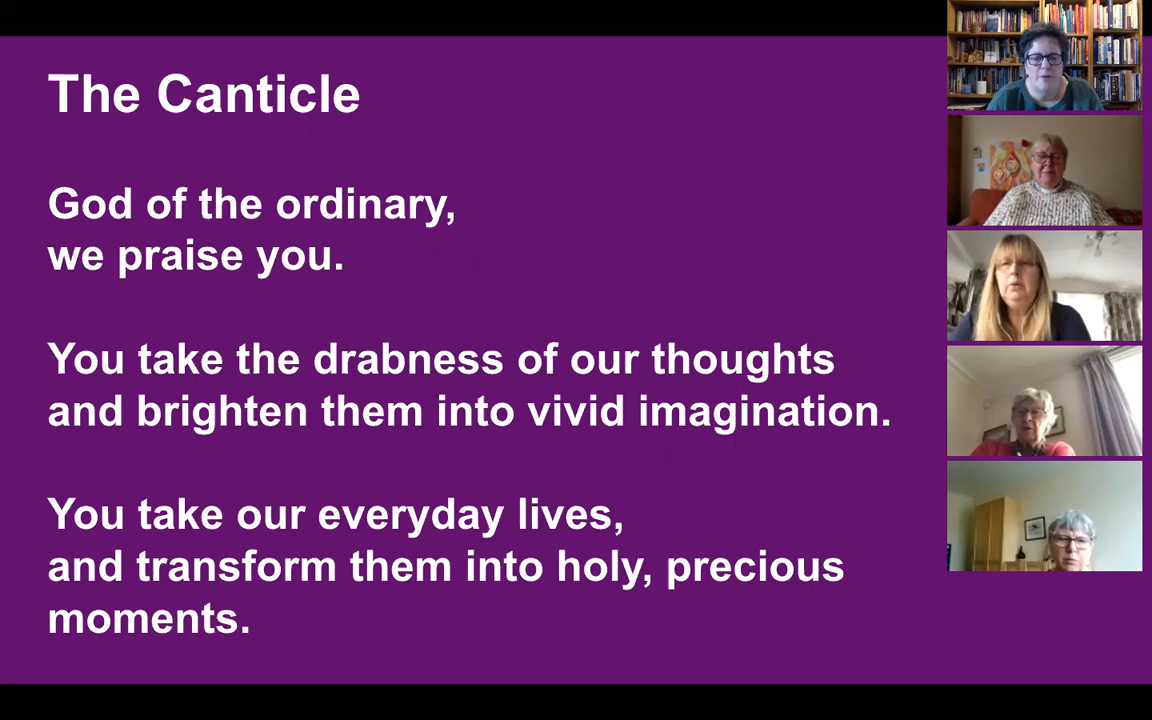 The Canticle
God of the ordinary,
we praise you.
You take the drabness of our thoughts
and brighten them into vivid imagination.
You take our everyday lives,
and transform them into holy, precious
moments.